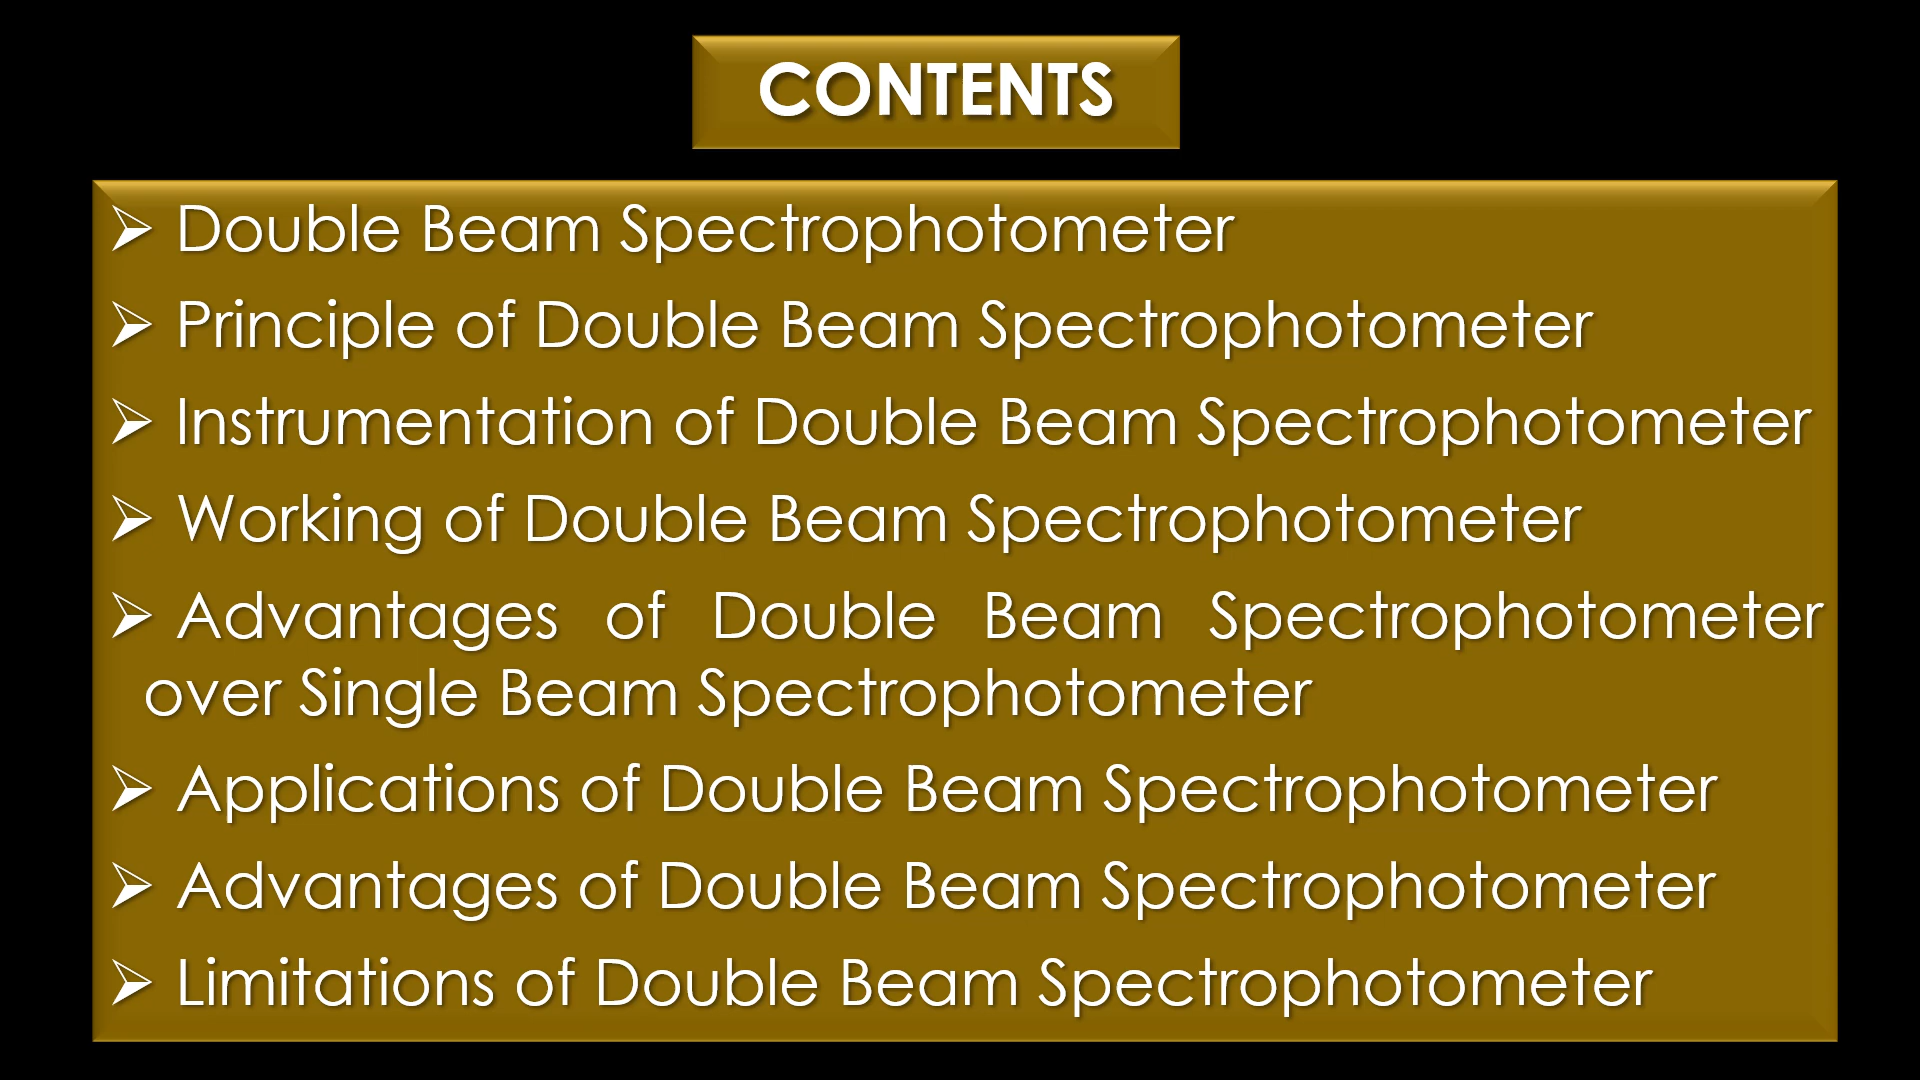 CONTENTS
➢ Double Beam Spectrophotometer
➢ Principle of Double Beam Spectrophotometer
➢ Instrumentation of Double Beam Spectrophotometer
➢ Working of Double Beam Spectrophotometer
➢ Advantages of Double Beam Spectrophotometer
over Single Beam Spectrophotometer
➢ Applications of Double Beam Spectrophotometer
➢ Advantages of Double Beam Spectrophotometer
➢ Limitations of Double Beam Spectrophotometer